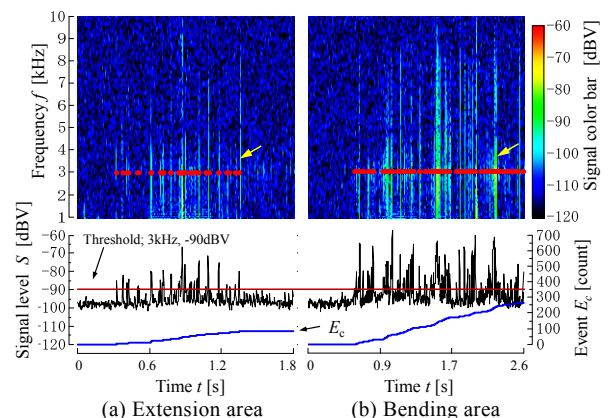 Frequency f [kHz]
10
9
8
7
6
5
4
3
2
1
-60
-70
-80
-90
-100
-110
-120
Signal color bar [dBV]
Signal level S [dBV]
-60
-70
-80
-90
-100
-110
-120
Threshold; 3kHz, -90dBV
E_c
700
600
500
400
300
200
100
0
Event E_c [count]
0 0.6 1.2 1.8
0 0.9 1.7 2.6
Time t [s]
Time t [s]
(a) Extension area
(b) Bending area